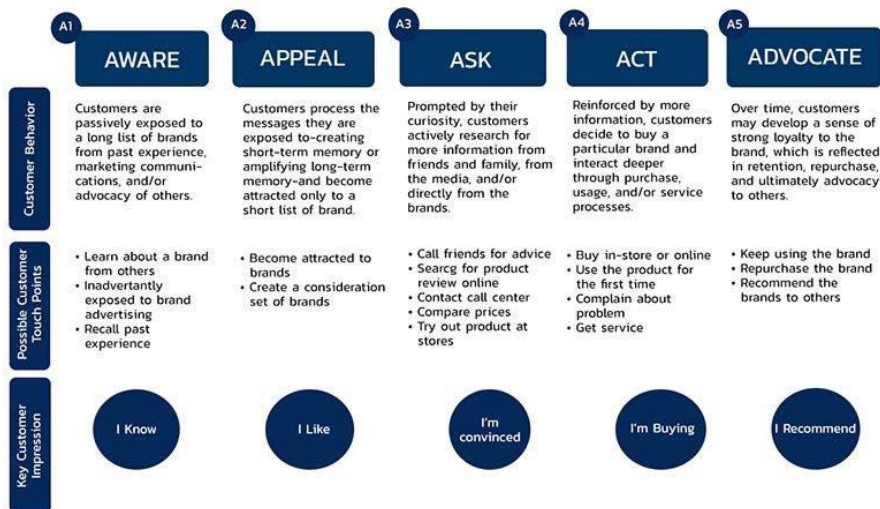 A1
AWARE
A2
APPEAL
A3
ASK
A4
ACT
A5
ADVOCATE
Customer Behavior
Customers are
passively exposed to
a long list of brands
from past experience,
marketing communi-
cations, and/or
advocacy of others.
Customers process the
messages they are
exposed to-creating
short-term memory or
amplifying long-term
memory-and become
attracted only to a
short list of brand.
Prompted by their
curiosity, customers
actively research for
more information from
friends and family, from
the media, and/or
directly from the
brands.
Reinforced by more
information, customers
decide to buy a
particular brand and
interact deeper
through purchase,
usage, and/or service
processes.
Over time, customers
may develop a sense of
strong loyalty to the
brand, which is reflected
in retention, repurchase,
and ultimately advocacy
to others.
Possible Customer
Touch Points
• Learn about a brand
from others
• Inadvertantly
exposed to brand
advertising
• Recall past
experience
• Become attracted to
brands
• Create a consideration
set of brands
• Call friends for advice
• Searcg for product
review online
• Contact call center
• Compare prices
• Try out product at
stores
• Buy in-store or online
• Use the product for
the first time
• Complain about
problem
• Get service
• Keep using the brand
• Repurchase the brand
• Recommend the
brands to others
Key Customer
Impression
I Know
I Like
I'm
convinced
I'm Buying
I Recommend